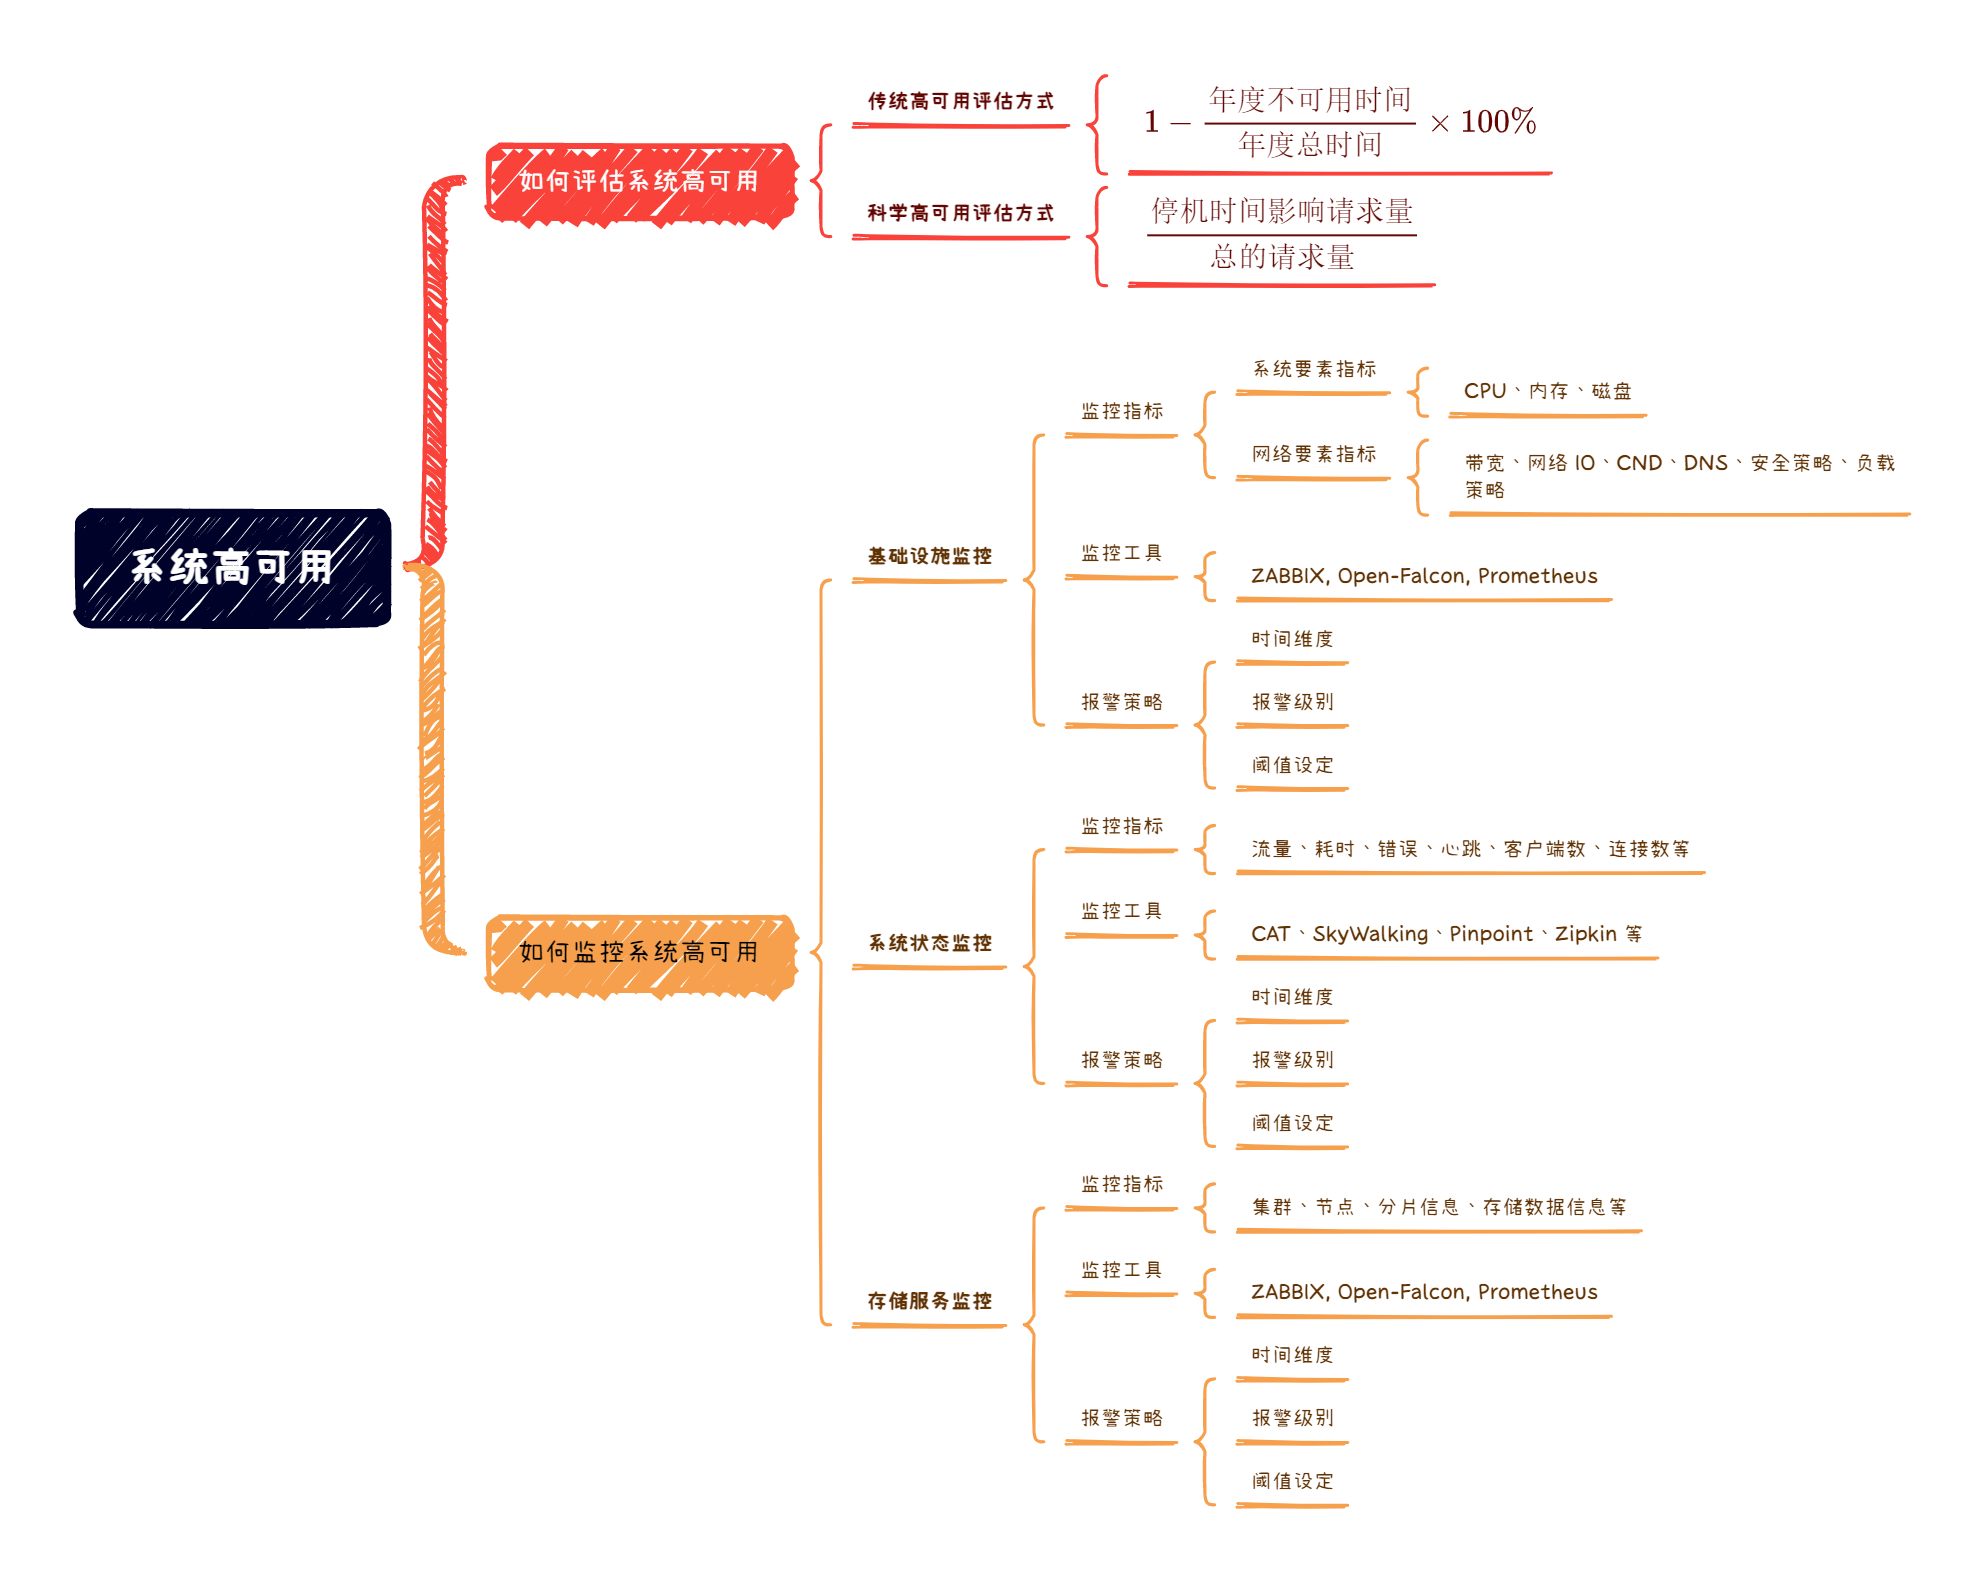 系统高可用
如何评估系统高可用
传统高可用评估方式
1 − 年度不可用时间 / 年度总时间 × 100%
科学高可用评估方式
停机时间影响请求量 / 总的请求量
如何监控系统高可用
基础设施监控
监控指标
系统要素指标
CPU、内存、磁盘
网络要素指标
带宽、网络 IO、CND、DNS、安全策略、负载
策略
监控工具
ZABBIX, Open-Falcon, Prometheus
报警策略
时间维度
报警级别
阈值设定
系统状态监控
监控指标
流量、耗时、错误、心跳、客户端数、连接数等
监控工具
CAT、SkyWalking、Pinpoint、Zipkin 等
报警策略
时间维度
报警级别
阈值设定
存储服务监控
监控指标
集群、节点、分片信息、存储数据信息等
监控工具
ZABBIX, Open-Falcon, Prometheus
报警策略
时间维度
报警级别
阈值设定